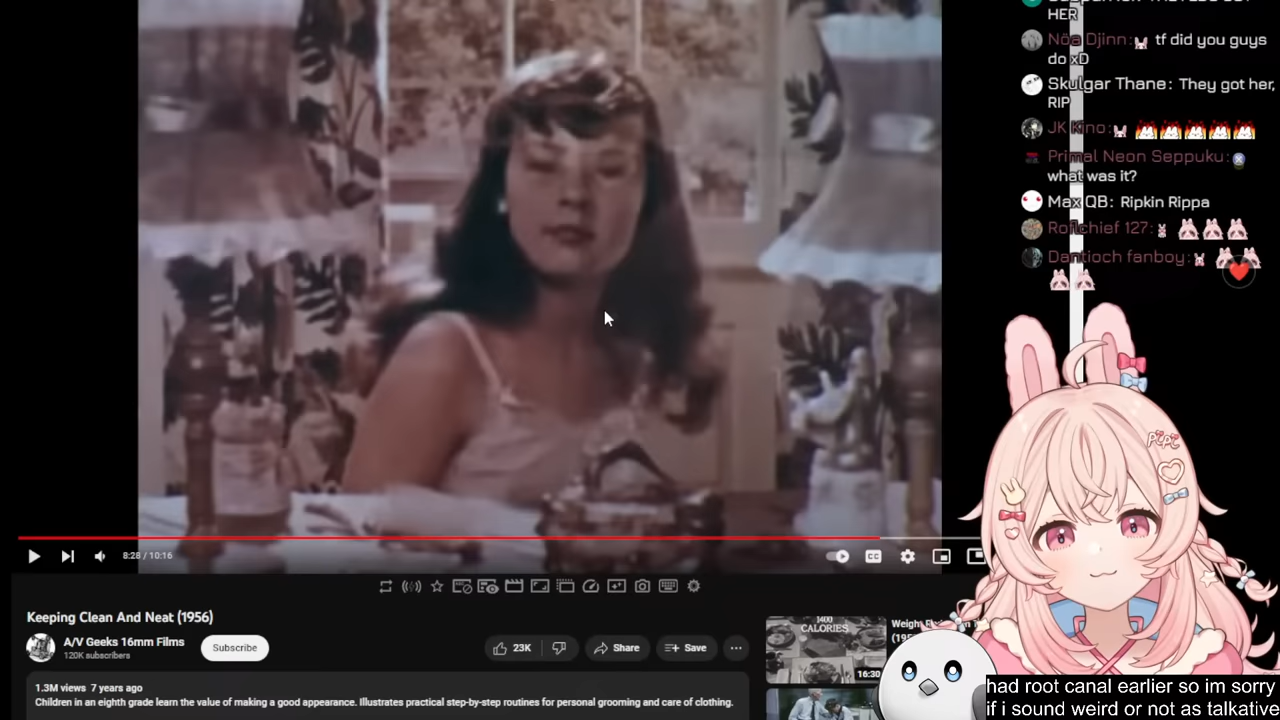 HER
Nöa Djinn: tf did you guys
do xD
Skulgar Thane: They got her,
RIP
JK Kino:
Primal Neon Seppuku:
what was it?
Max QB: Ripkin Rippa
Roflchief 127:
Dantioch fanboy:
PiPi
8:28 / 10:16
CC
Keeping Clean And Neat (1956)
A/V Geeks 16mm Films
120K subscribers
Subscribe
23K
Share
Save
1400
CALORIES
16:30
1.3M views 7 years ago
Children in an eighth grade learn the value of making a good appearance. Illustrates practical step-by-step routines for personal grooming and care of clothing.
had root canal earlier so im sorry
if i sound weird or not as talkative